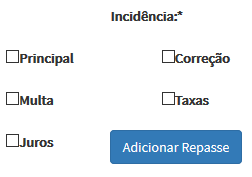 Incidência:*
Principal Correção
Multa Taxas
Juros Adicionar Repasse